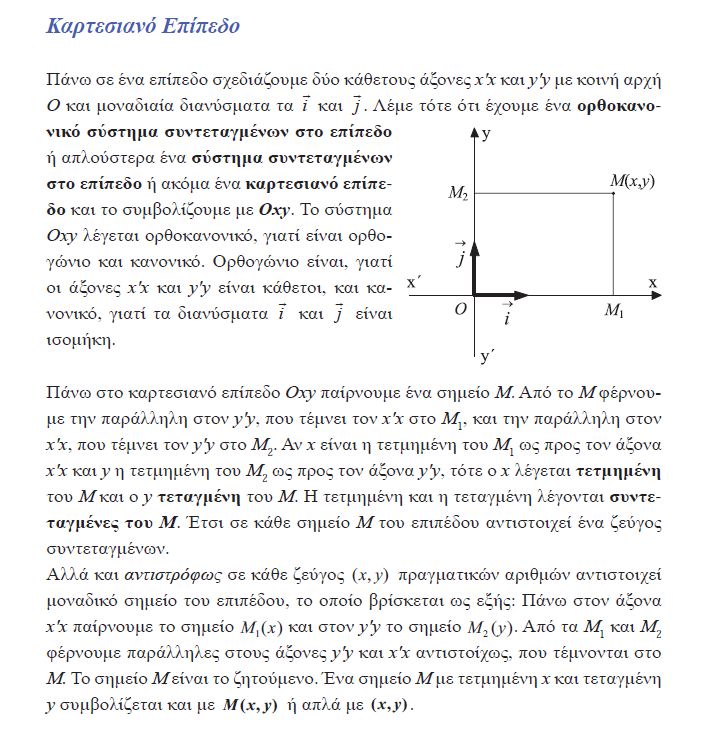 Καρτεσιανό Επίπεδο
Πάνω σε ένα επίπεδο σχεδιάζουμε δύο κάθετους άξονες x′x και y′y με κοινή αρχή
O και μοναδιαία διανύσματα τα i⃗ και j⃗. Λέμε τότε ότι έχουμε ένα ορθοκανο-
νικό σύστημα συντεταγμένων στο επίπεδο
ή απλούστερα ένα σύστημα συντεταγμένων
στο επίπεδο ή ακόμα ένα καρτεσιανό επίπε-
δο και το συμβολίζουμε με Oxy. Το σύστημα
Oxy λέγεται ορθοκανονικό, γιατί είναι ορθο-
γώνιο και κανονικό. Ορθογώνιο είναι, γιατί
οι άξονες x′x και y′y είναι κάθετοι, και κα-
νονικό, γιατί τα διανύσματα i⃗ και j⃗ είναι
ισομήκη.
y
M₂
M(x,y)
j⃗
x΄
x
O
i⃗
M₁
y΄
Πάνω στο καρτεσιανό επίπεδο Oxy παίρνουμε ένα σημείο M. Από το M φέρνου-
με την παράλληλη στον y′y, που τέμνει τον x′x στο M₁, και την παράλληλη στον
x′x, που τέμνει τον y′y στο M₂. Αν x είναι η τετμημένη του M₁ ως προς τον άξονα
x′x και y η τετμημένη του M₂ ως προς τον άξονα y′y, τότε ο x λέγεται τετμημένη
του M και ο y τεταγμένη του M. Η τετμημένη και η τεταγμένη λέγονται συντε-
ταγμένες του M. Έτσι σε κάθε σημείο M του επιπέδου αντιστοιχεί ένα ζεύγος
συντεταγμένων.
Αλλά και αντιστρόφως σε κάθε ζεύγος (x, y) πραγματικών αριθμών αντιστοιχεί
μοναδικό σημείο του επιπέδου, το οποίο βρίσκεται ως εξής: Πάνω στον άξονα
x′x παίρνουμε το σημείο M₁(x) και στον y′y το σημείο M₂(y). Από τα M₁ και M₂
φέρνουμε παράλληλες στους άξονες y′y και x′x αντιστοίχως, που τέμνονται στο
M. Το σημείο M είναι το ζητούμενο. Ένα σημείο M με τετμημένη x και τεταγμένη
y συμβολίζεται και με M(x, y) ή απλά με (x,y).